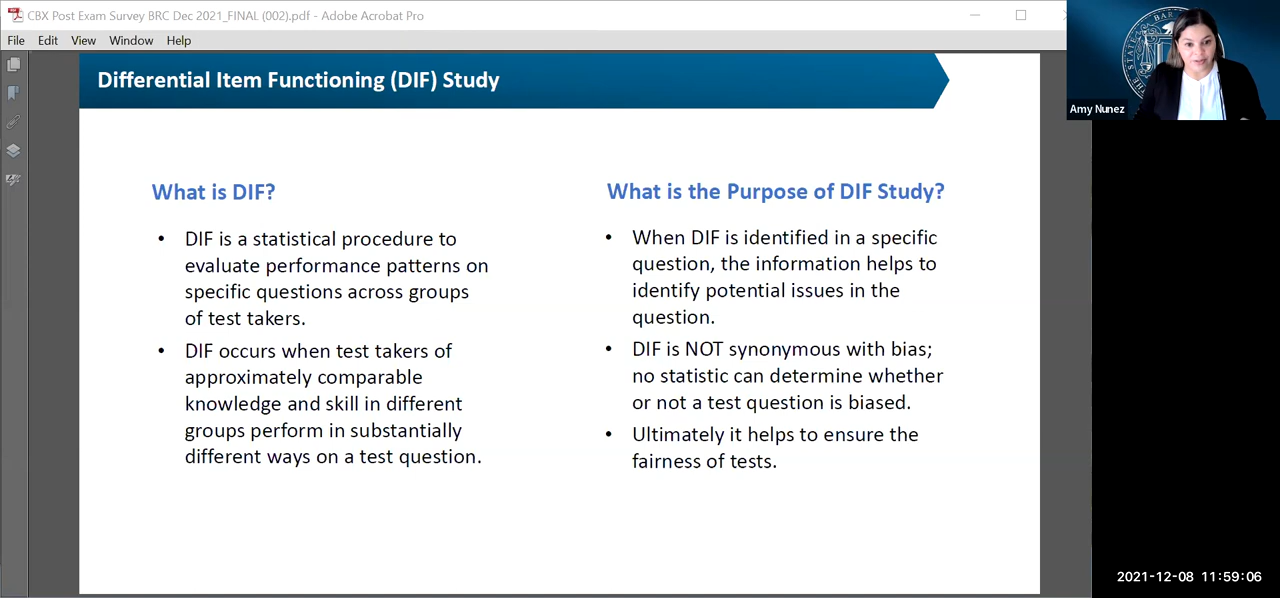 CBX Post Exam Survey BRC Dec 2021_FINAL (002).pdf - Adobe Acrobat Pro
File Edit View Window Help
Differential Item Functioning (DIF) Study
Amy Nunez
What is DIF?
• DIF is a statistical procedure to
evaluate performance patterns on
specific questions across groups
of test takers.
• DIF occurs when test takers of
approximately comparable
knowledge and skill in different
groups perform in substantially
different ways on a test question.
What is the Purpose of DIF Study?
• When DIF is identified in a specific
question, the information helps to
identify potential issues in the
question.
• DIF is NOT synonymous with bias;
no statistic can determine whether
or not a test question is biased.
• Ultimately it helps to ensure the
fairness of tests.
2021-12-08 11:59:06